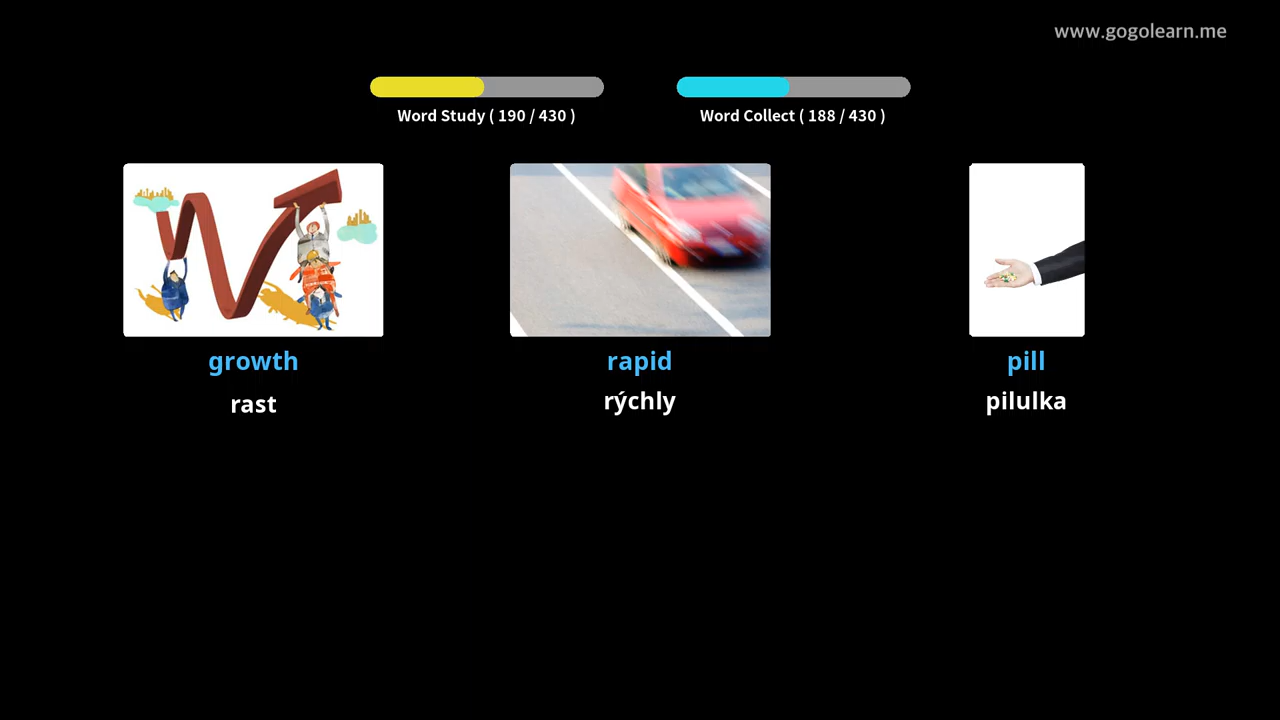 www.gogolearn.me
Word Study ( 190 / 430 )
Word Collect ( 188 / 430 )
growth
rapid
pill
rast
rýchly
pilulka